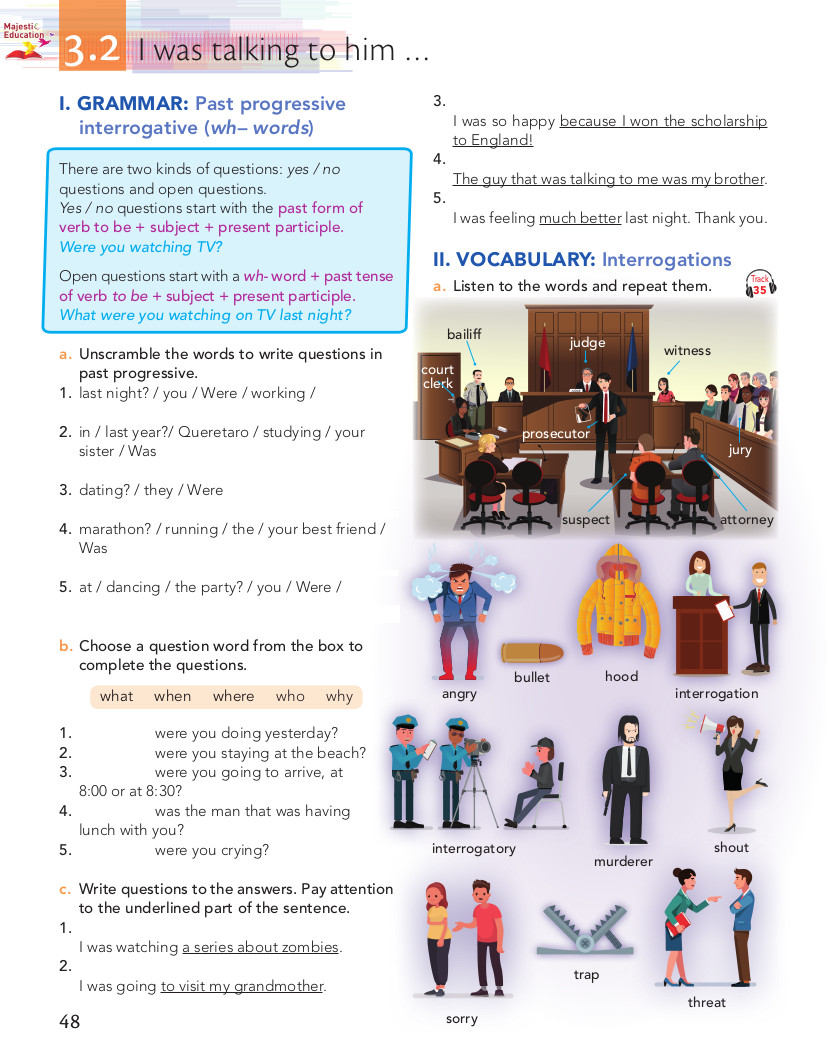 Majestic
Education
3.2 I was talking to him ...
I. GRAMMAR: Past progressive
interrogative (wh– words)
There are two kinds of questions: yes / no
questions and open questions.
Yes / no questions start with the past form of
verb to be + subject + present participle.
Were you watching TV?
Open questions start with a wh- word + past tense
of verb to be + subject + present participle.
What were you watching on TV last night?
a. Unscramble the words to write questions in
past progressive.
1. last night? / you / Were / working /
2. in / last year?/ Queretaro / studying / your
sister / Was
3. dating? / they / Were
4. marathon? / running / the / your best friend /
Was
5. at / dancing / the party? / you / Were /
b. Choose a question word from the box to
complete the questions.
what when where who why
1. were you doing yesterday?
2. were you staying at the beach?
3. were you going to arrive, at
8:00 or at 8:30?
4. was the man that was having
lunch with you?
5. were you crying?
c. Write questions to the answers. Pay attention
to the underlined part of the sentence.
1.
I was watching a series about zombies.
2.
I was going to visit my grandmother.
48
3.
I was so happy because I won the scholarship
to England!
4.
The guy that was talking to me was my brother.
5.
I was feeling much better last night. Thank you.
II. VOCABULARY: Interrogations
a. Listen to the words and repeat them.
Track
35
bailiff
judge
witness
court
clerk
prosecutor
jury
suspect
attorney
angry
bullet
hood
interrogation
interrogatory
murderer
shout
sorry
trap
threat